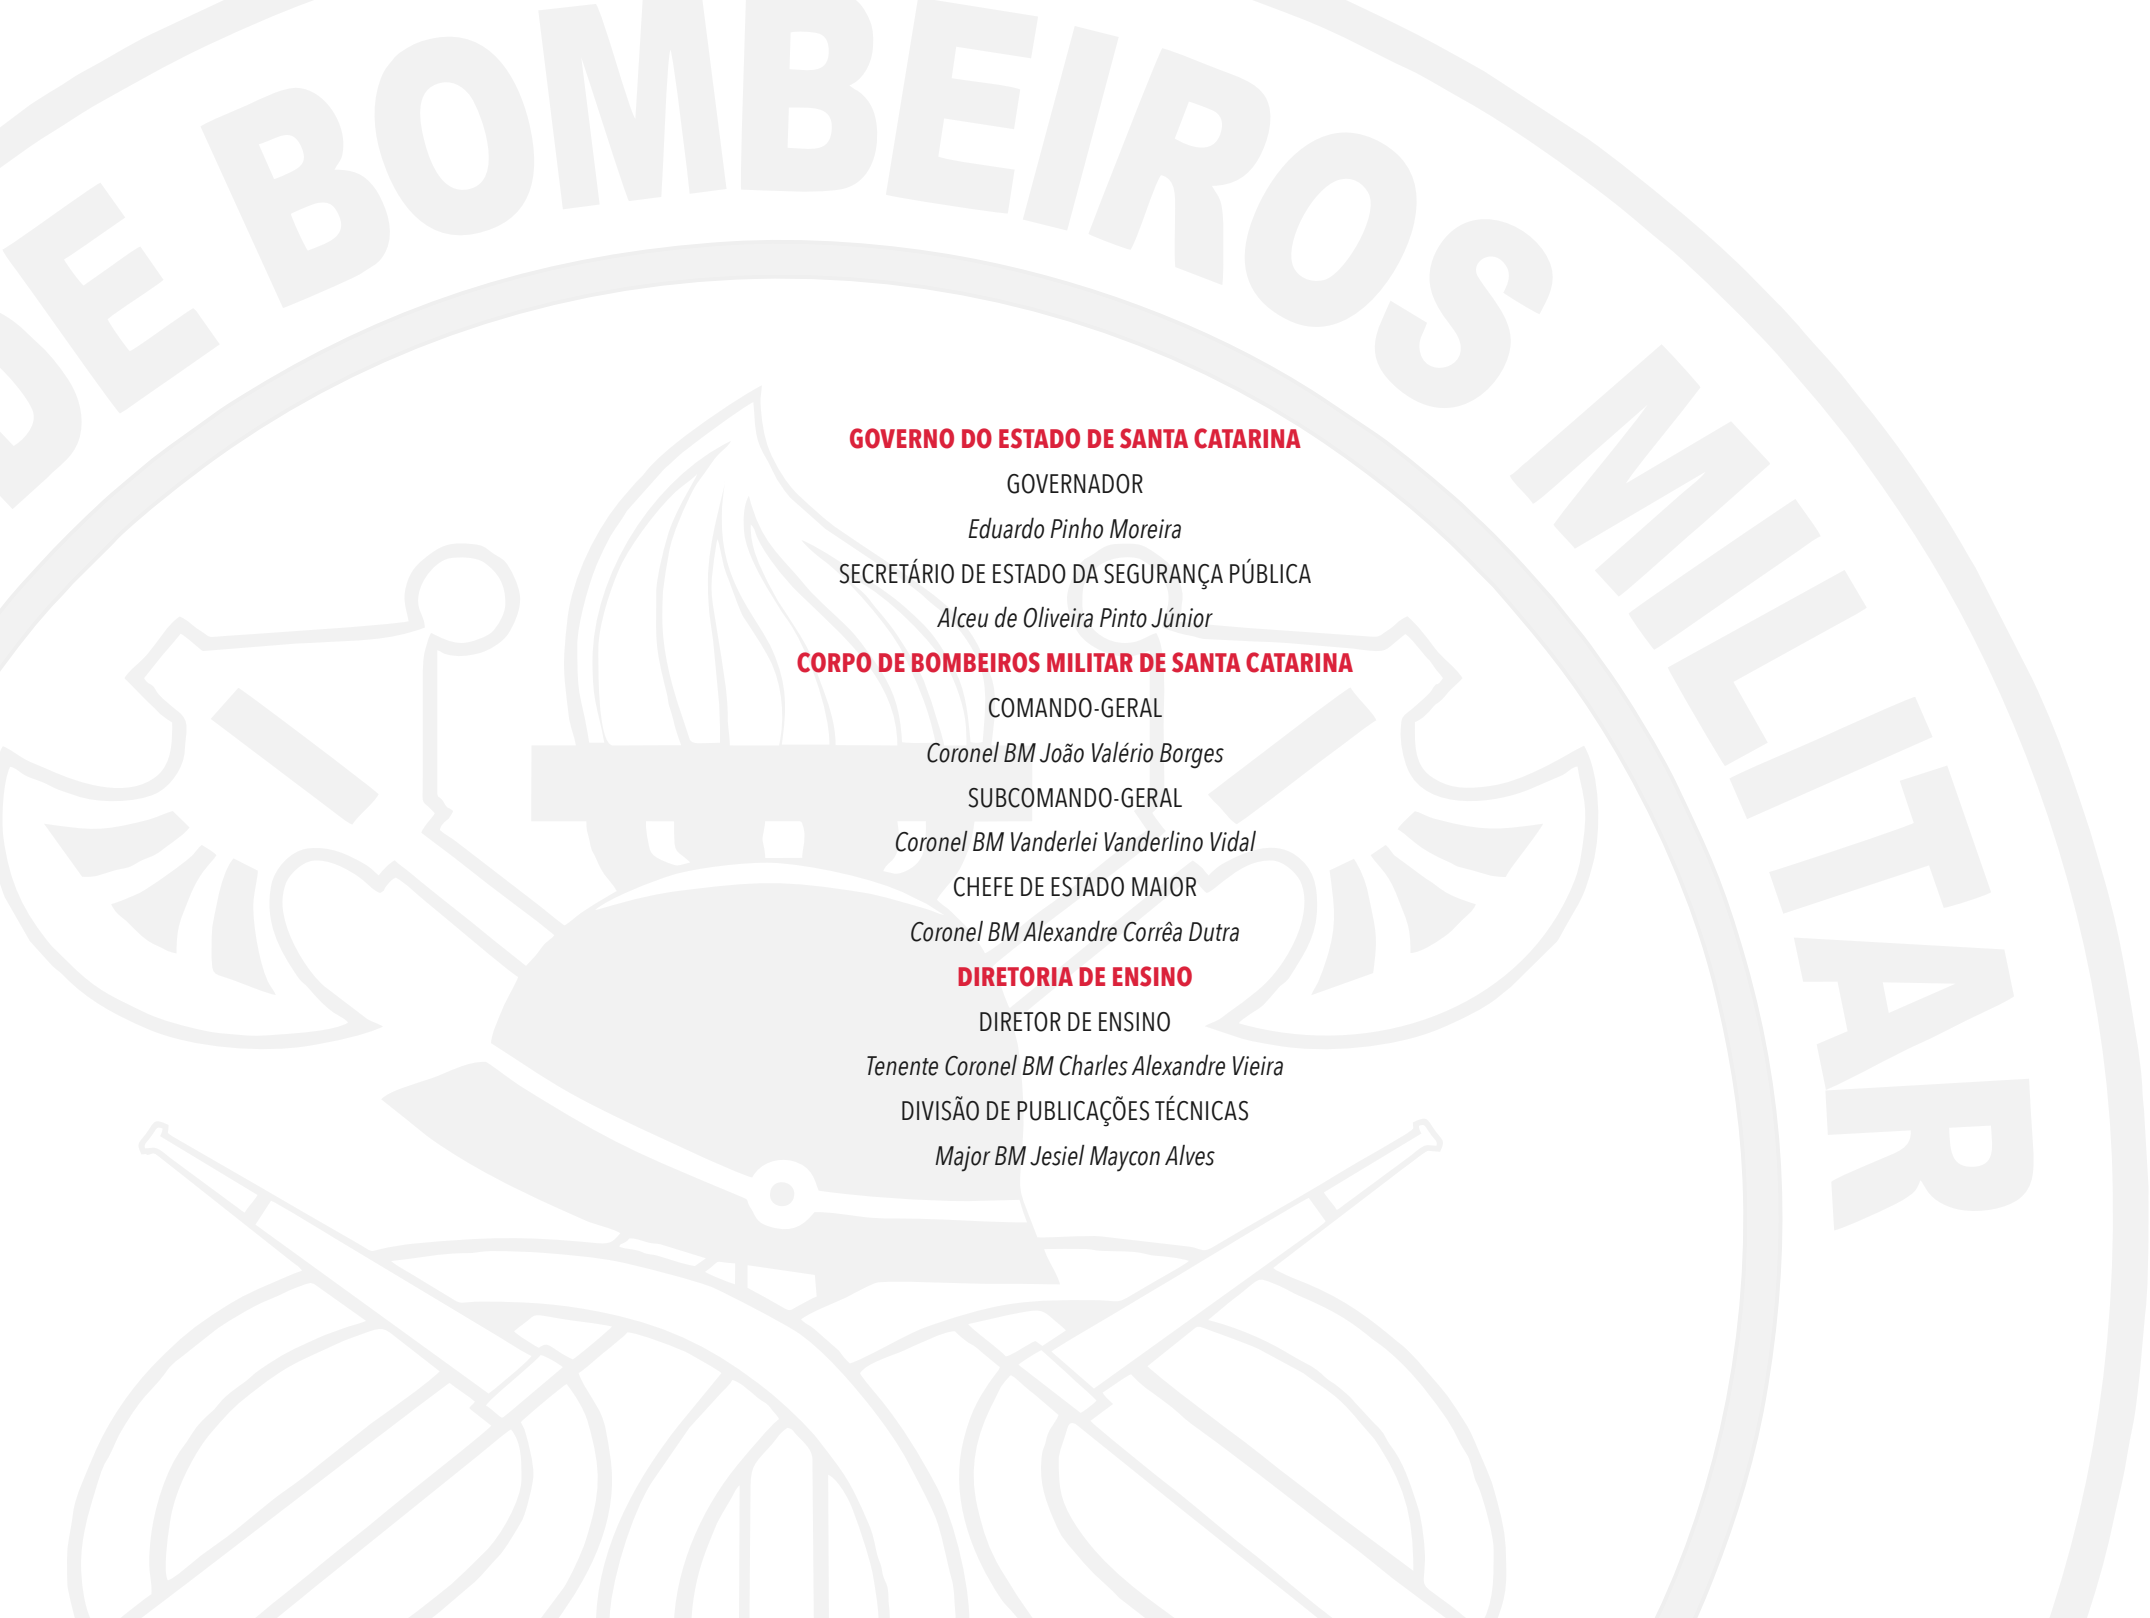 DE BOMBEIROS MILITAR
GOVERNO DO ESTADO DE SANTA CATARINA
GOVERNADOR
Eduardo Pinho Moreira
SECRETÁRIO DE ESTADO DA SEGURANÇA PÚBLICA
Alceu de Oliveira Pinto Júnior
CORPO DE BOMBEIROS MILITAR DE SANTA CATARINA
COMANDO-GERAL
Coronel BM João Valério Borges
SUBCOMANDO-GERAL
Coronel BM Vanderlei Vanderlino Vidal
CHEFE DE ESTADO MAIOR
Coronel BM Alexandre Corrêa Dutra
DIRETORIA DE ENSINO
DIRETOR DE ENSINO
Tenente Coronel BM Charles Alexandre Vieira
DIVISÃO DE PUBLICAÇÕES TÉCNICAS
Major BM Jesiel Maycon Alves